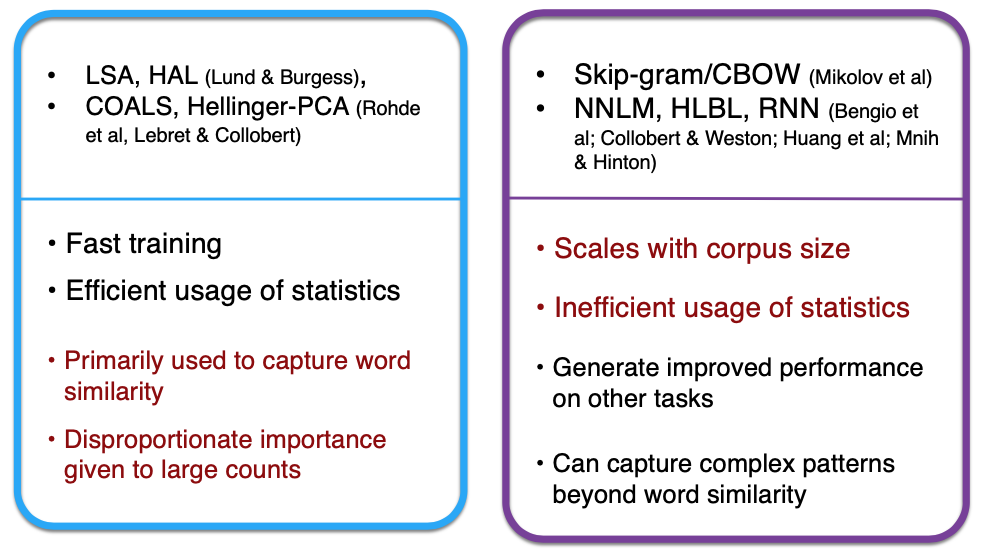 • LSA, HAL (Lund & Burgess),
• COALS, Hellinger-PCA (Rohde
et al, Lebret & Collobert)
• Fast training
• Efficient usage of statistics
• Primarily used to capture word
similarity
• Disproportionate importance
given to large counts
• Skip-gram/CBOW (Mikolov et al)
• NNLM, HLBL, RNN (Bengio et
al; Collobert & Weston; Huang et al; Mnih
& Hinton)
• Scales with corpus size
• Inefficient usage of statistics
• Generate improved performance
on other tasks
• Can capture complex patterns
beyond word similarity